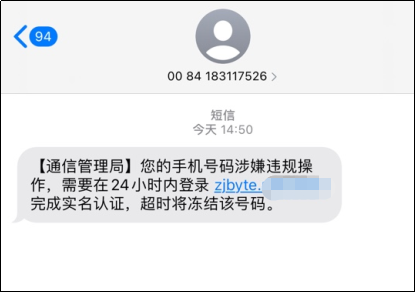 94
00 84 183117526
短信
今天 14:50
【通信管理局】您的手机号码涉嫌违规操
作，需要在24小时内登录 zjbyte.
完成实名认证，超时将冻结该号码。